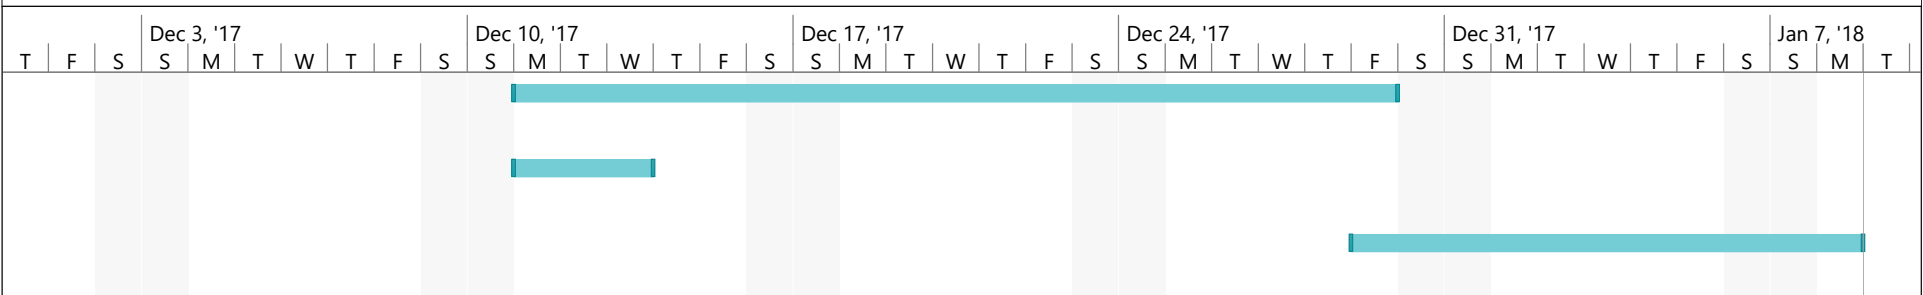 Dec 3, '17 Dec 10, '17 Dec 17, '17 Dec 24, '17 Dec 31, '17 Jan 7, '18
T F S S M T W T F S S M T W T F S S M T W T F S S M T W T F S S M T W T F S S M T